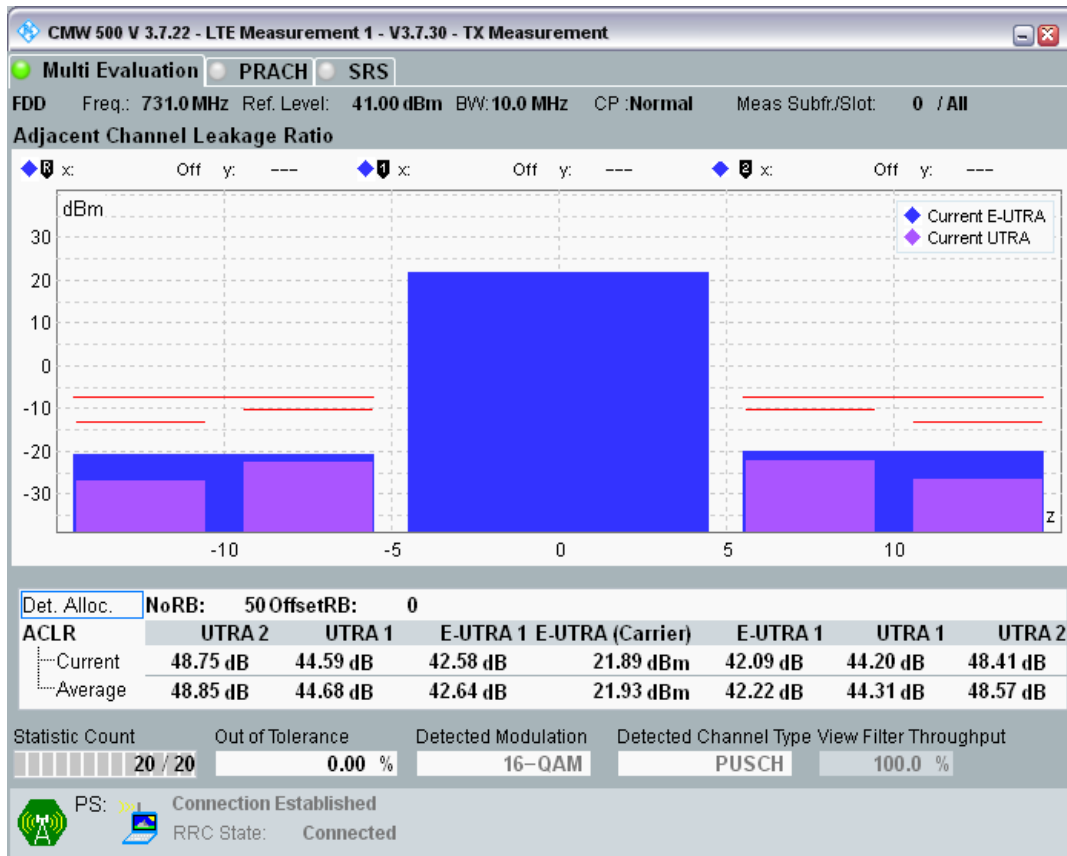 CMW 500 V 3.7.22 - LTE Measurement 1 - V3.7.30 - TX Measurement
Multi Evaluation PRACH SRS
FDD Freq.: 731.0 MHz Ref. Level: 41.00 dBm BW: 10.0 MHz CP :Normal Meas Subfr./Slot: 0 / All
Adjacent Channel Leakage Ratio
R x: Off y: --- 1 x: Off y: --- 2 x: Off y: ---
dBm
Current E-UTRA
Current UTRA
30
20
10
0
-10
-20
-30
z
-10 -5 0 5 10
Det. Alloc. NoRB: 50 OffsetRB: 0
ACLR UTRA 2 UTRA 1 E-UTRA 1 E-UTRA (Carrier) E-UTRA 1 UTRA 1 UTRA 2
Current 48.75 dB 44.59 dB 42.58 dB 21.89 dBm 42.09 dB 44.20 dB 48.41 dB
Average 48.85 dB 44.68 dB 42.64 dB 21.93 dBm 42.22 dB 44.31 dB 48.57 dB
Statistic Count Out of Tolerance Detected Modulation Detected Channel Type View Filter Throughput
20 / 20 0.00 % 16-QAM PUSCH 100.0 %
PS: Connection Established
RRC State: Connected